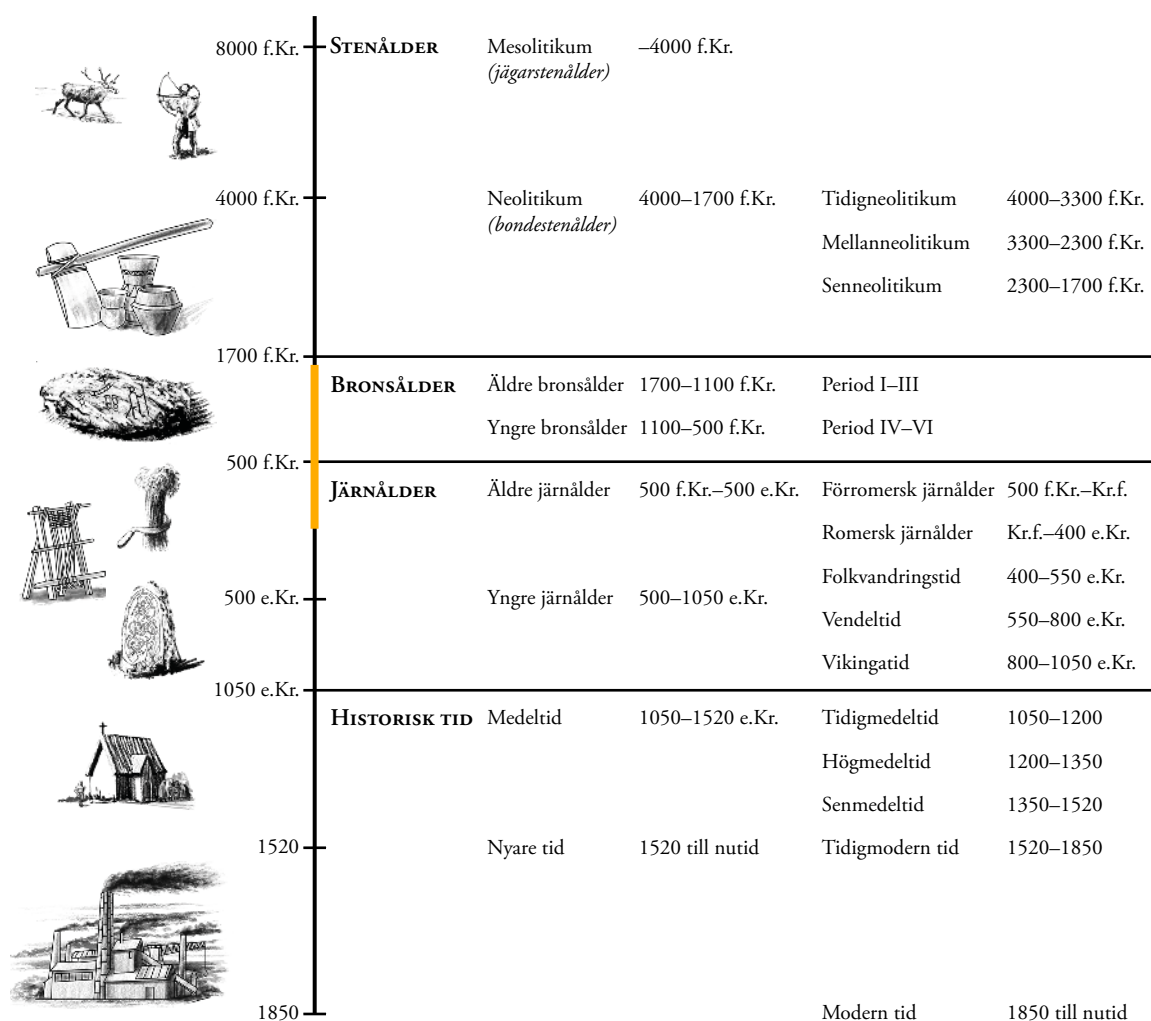 8000 f.Kr. STENÅLDER Mesolitikum –4000 f.Kr.
(jägarstenålder)
4000 f.Kr. Neolitikum 4000–1700 f.Kr. Tidigneolitikum 4000–3300 f.Kr.
(bondestenålder)
Mellanneolitikum 3300–2300 f.Kr.
Senneolitikum 2300–1700 f.Kr.
1700 f.Kr.
BRONSÅLDER Äldre bronsålder 1700–1100 f.Kr. Period I–III
Yngre bronsålder 1100–500 f.Kr. Period IV–VI
500 f.Kr.
JÄRNÅLDER Äldre järnålder 500 f.Kr.–500 e.Kr. Förromersk järnålder 500 f.Kr.–Kr.f.
Romersk järnålder Kr.f.–400 e.Kr.
Folkvandringstid 400–550 e.Kr.
500 e.Kr. Yngre järnålder 500–1050 e.Kr.
Vendeltid 550–800 e.Kr.
Vikingatid 800–1050 e.Kr.
1050 e.Kr.
HISTORISK TID Medeltid 1050–1520 e.Kr. Tidigmedeltid 1050–1200
Högmedeltid 1200–1350
Senmedeltid 1350–1520
1520 Nyare tid 1520 till nutid Tidigmodern tid 1520–1850
1850 Modern tid 1850 till nutid